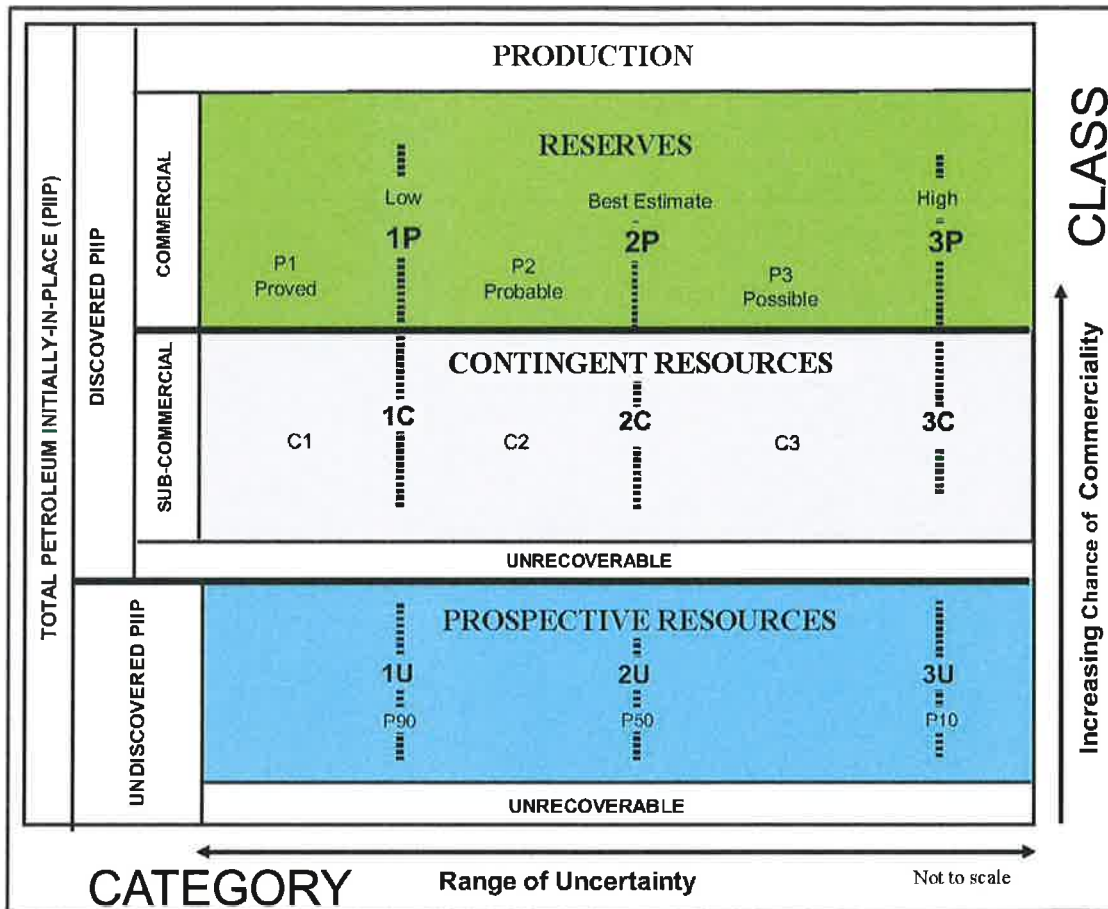 PRODUCTION
RESERVES
Low
Best Estimate
High
1P
2P
3P
P1
Proved
P2
Probable
P3
Possible
CONTINGENT RESOURCES
1C
2C
3C
C1
C2
C3
UNRECOVERABLE
PROSPECTIVE RESOURCES
1U
2U
3U
P90
P50
P10
UNRECOVERABLE
TOTAL PETROLEUM INITIALLY-IN-PLACE (PIIP)
DISCOVERED PIIP
UNDISCOVERED PIIP
COMMERCIAL
SUB-COMMERCIAL
CLASS
Increasing Chance of Commerciality
CATEGORY
Range of Uncertainty
Not to scale